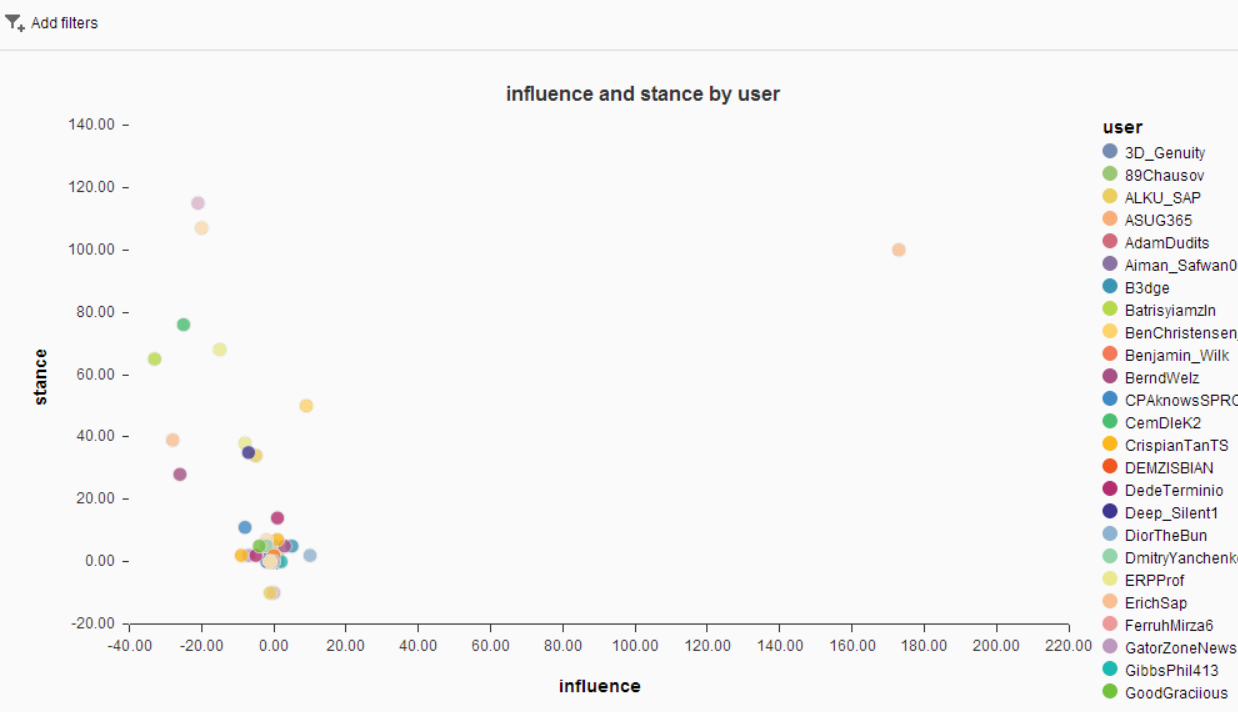 Add filters
influence and stance by user
140.00
120.00
100.00
80.00
60.00
40.00
20.00
0.00
-20.00
stance
-40.00 -20.00 0.00 20.00 40.00 60.00 80.00 100.00 120.00 140.00 160.00 180.00 200.00 220.00
influence
user
3D_Genuity
89Chausov
ALKU_SAP
ASUG365
AdamDudits
Aiman_Safwan0
B3dge
Batrisyiamzln
BenChristensen_
Benjamin_Wilk
BerndWelz
CPAknowsSPRO
CemDleK2
CrispianTanTS
DEMZISBIAN
DedeTerminio
Deep_Silent1
DiorTheBun
DmitryYanchenk
ERPProf
ErichSap
FerruhMirza6
GatorZoneNews
GibbsPhil413
GoodGraciious